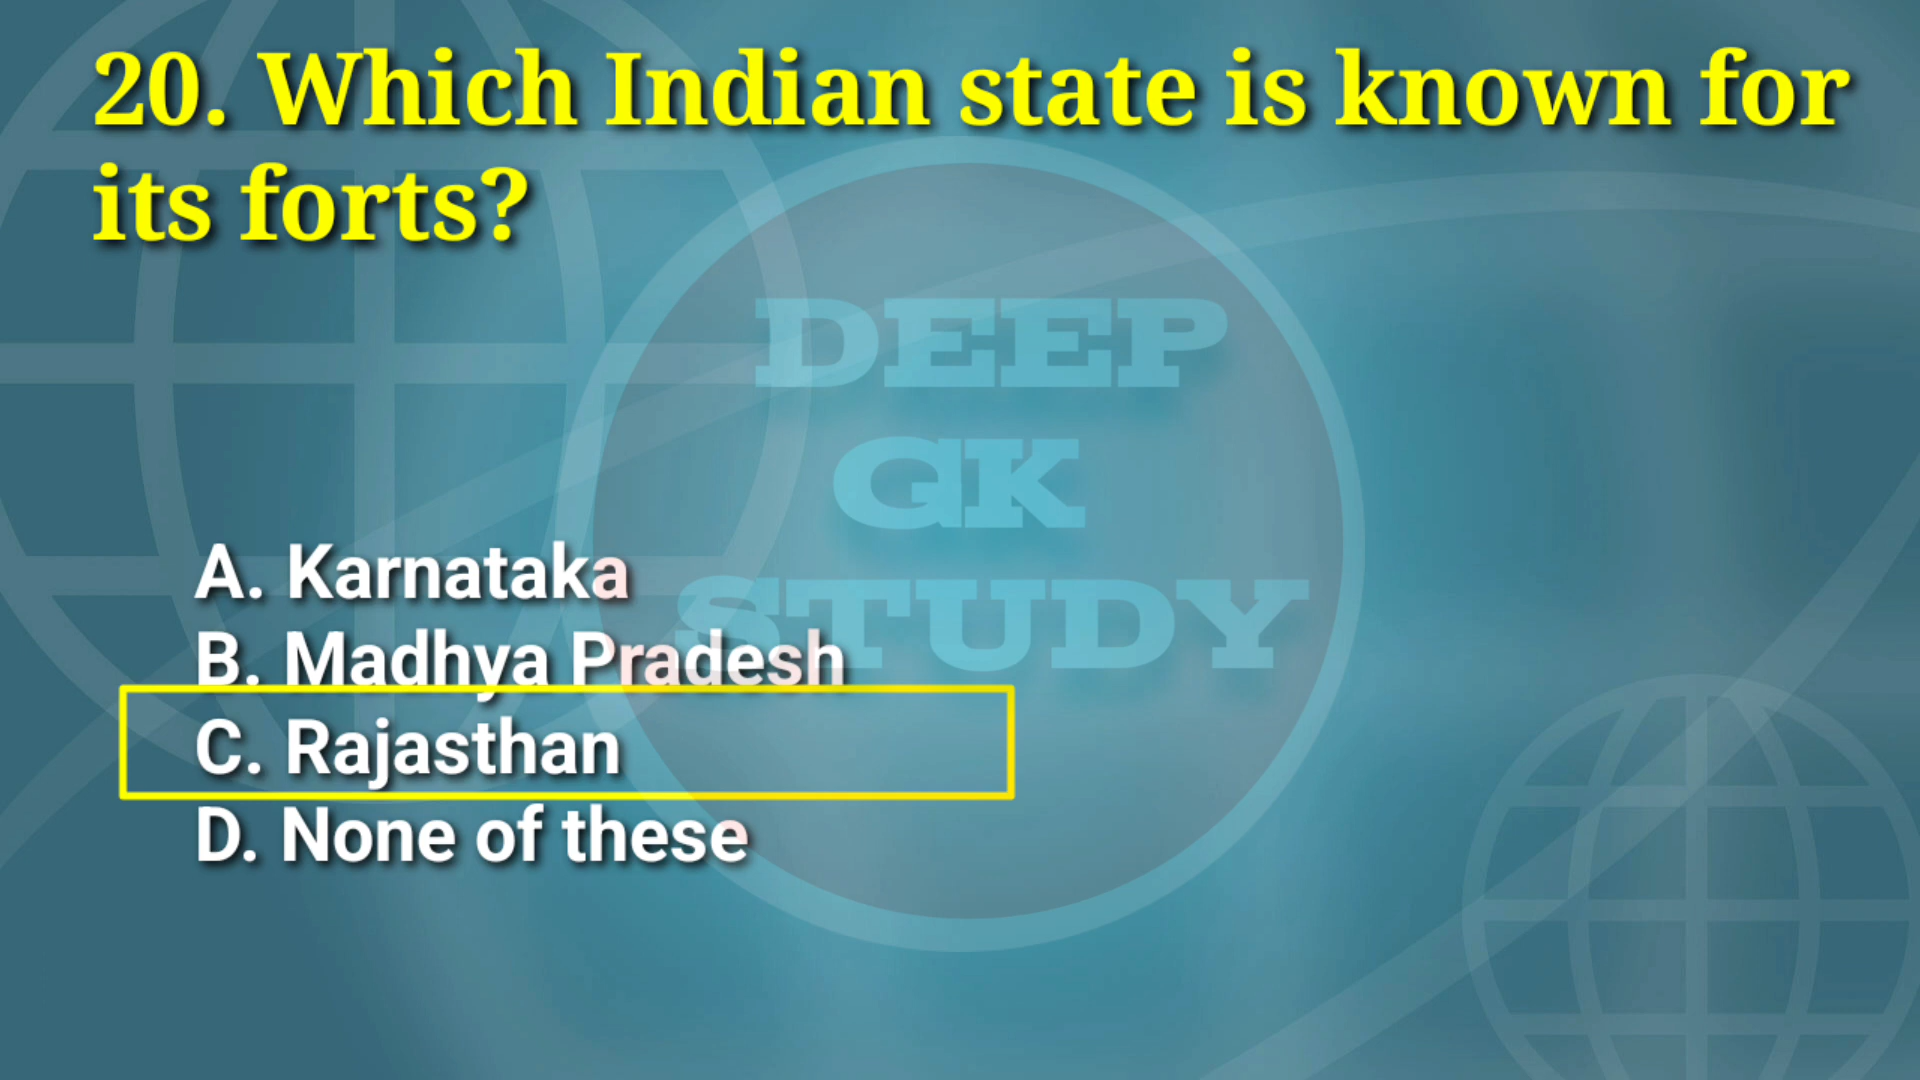 20. Which Indian state is known for
its forts?
DEEP
GK
STUDY
A. Karnataka
B. Madhya Pradesh
C. Rajasthan
D. None of these